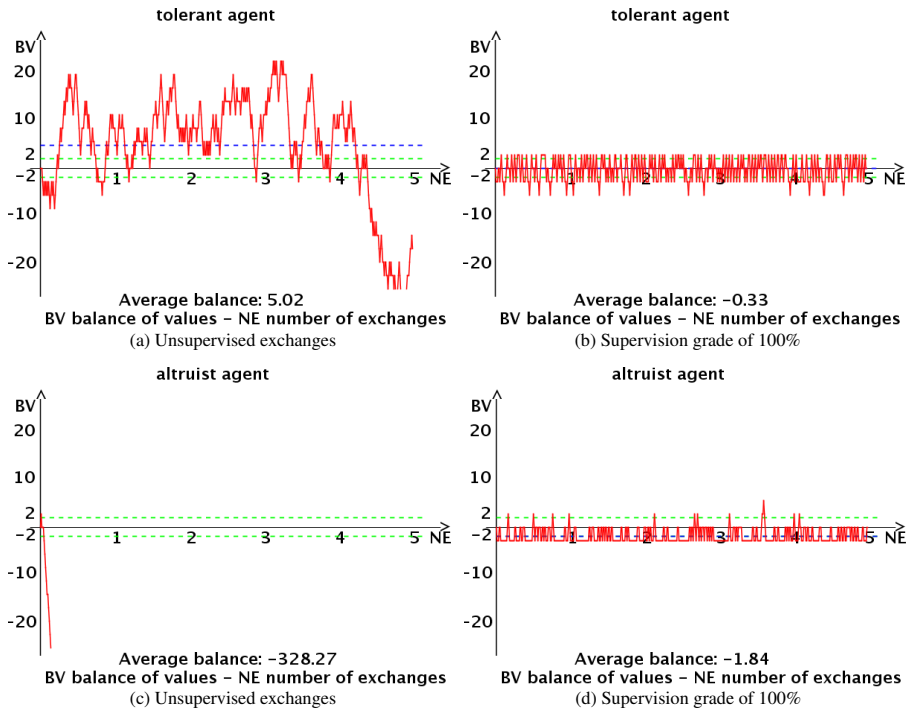 tolerant agent
BV
20
10
2
-2
-10
-20
1 2 3 4 5 NE
Average balance: 5.02
BV balance of values – NE number of exchanges
(a) Unsupervised exchanges
tolerant agent
BV
20
10
2
-2
-10
-20
1 2 3 4 5 NE
Average balance: -0.33
BV balance of values – NE number of exchanges
(b) Supervision grade of 100%
altruist agent
BV
20
10
2
-2
-10
-20
1 2 3 4 5 NE
Average balance: -328.27
BV balance of values – NE number of exchanges
(c) Unsupervised exchanges
altruist agent
BV
20
10
2
-2
-10
-20
1 2 3 4 5 NE
Average balance: -1.84
BV balance of values – NE number of exchanges
(d) Supervision grade of 100%